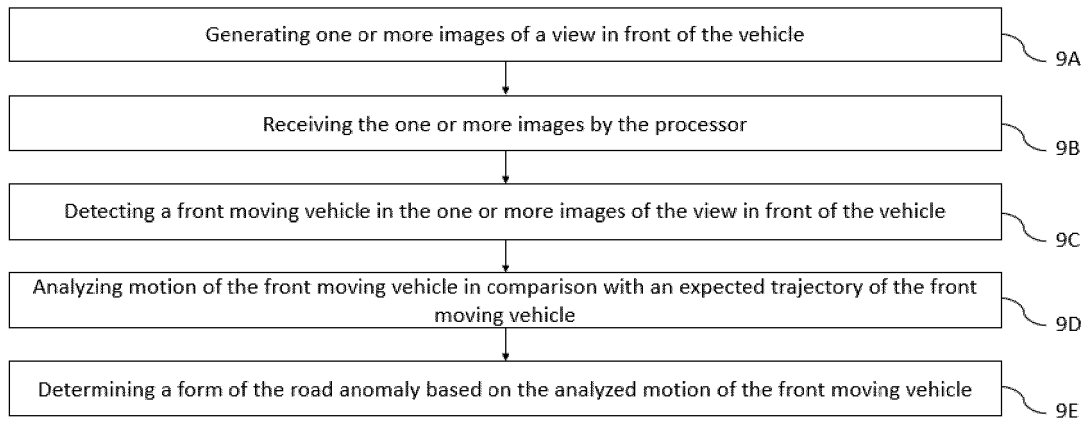 Generating one or more images of a view in front of the vehicle
9A
Receiving the one or more images by the processor
9B
Detecting a front moving vehicle in the one or more images of the view in front of the vehicle
9C
Analyzing motion of the front moving vehicle in comparison with an expected trajectory of the front
moving vehicle
9D
Determining a form of the road anomaly based on the analyzed motion of the front moving vehicle
9E